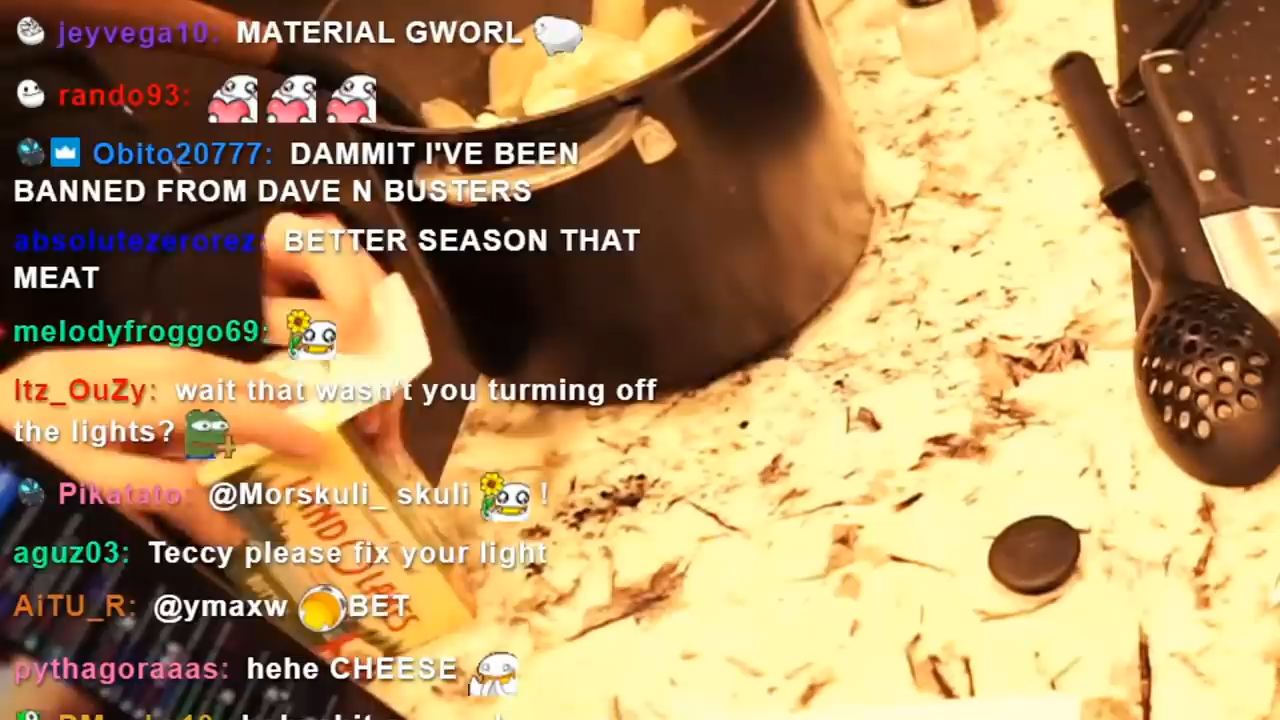 jeyvega10: MATERIAL GWORL
rando93:
Obito20777: DAMMIT I'VE BEEN
BANNED FROM DAVE N BUSTERS
absolutezerorez: BETTER SEASON THAT
MEAT
melodyfroggo69:
Itz_OuZy: wait that wasn't you turming off
the lights?
Pikatato: @Morskuli_ skuli !
aguz03: Teccy please fix your light
AiTU_R: @ymaxw BET
pythagoraaas: hehe CHEESE